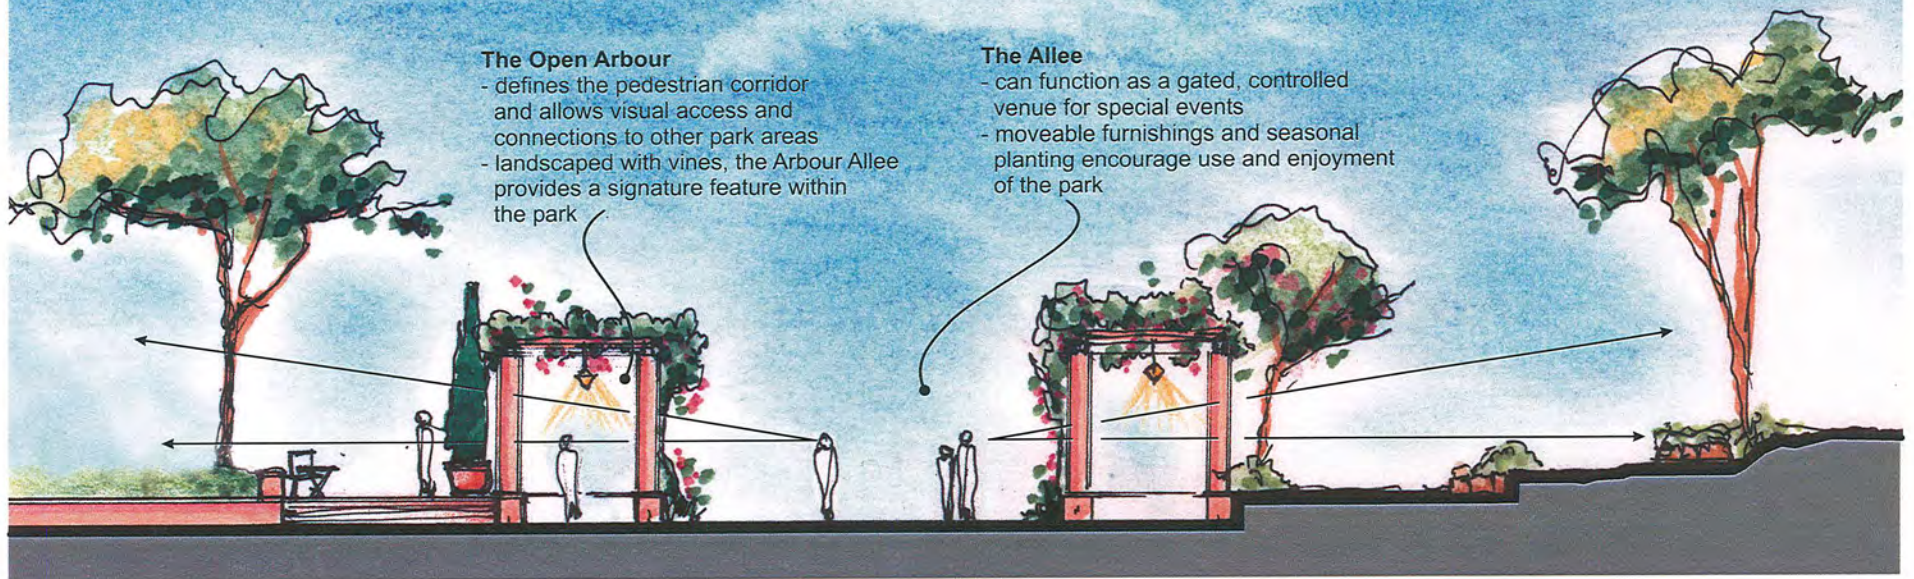 The Open Arbour
- defines the pedestrian corridor
and allows visual access and
connections to other park areas
- landscaped with vines, the Arbour Allee
provides a signature feature within
the park
The Allee
- can function as a gated, controlled
venue for special events
- moveable furnishings and seasonal
planting encourage use and enjoyment
of the park